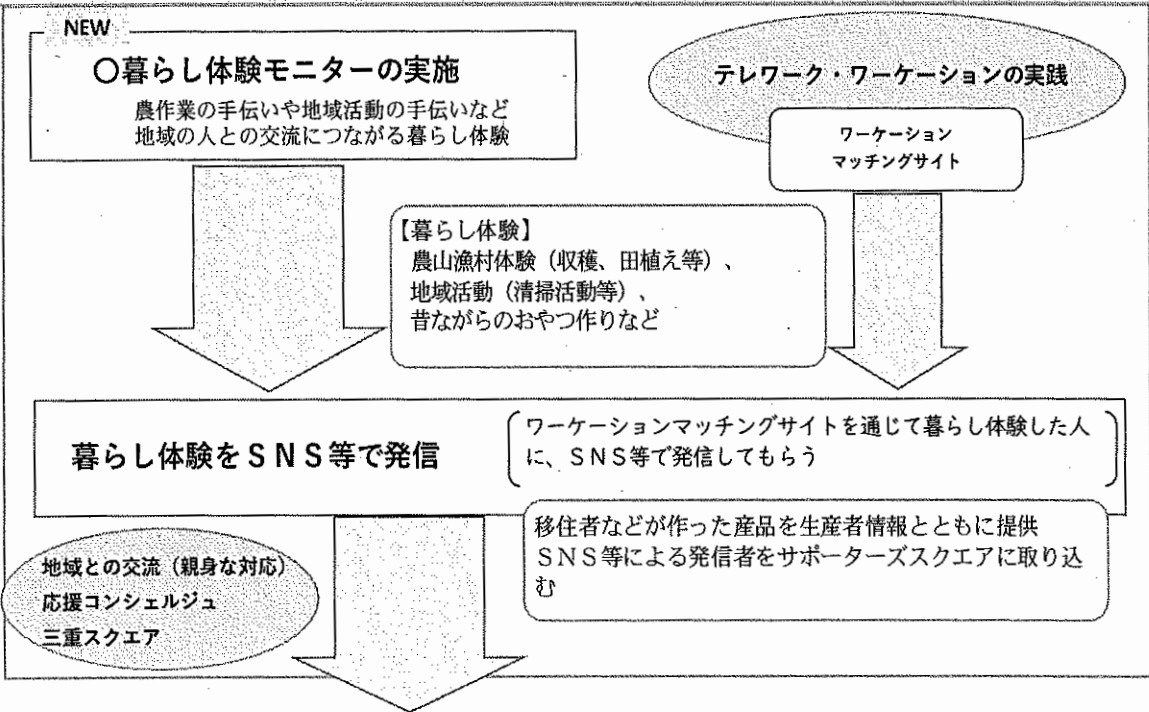 NEW
〇暮らし体験モニターの実施
農作業の手伝いや地域活動の手伝いなど
地域の人との交流につながる暮らし体験
テレワーク・ワーケーションの実践
ワーケーション
マッチングサイト
【暮らし体験】
農山漁村体験（収穫、田植え等）、
地域活動（清掃活動等）、
昔ながらのおやつ作りなど
暮らし体験をＳＮＳ等で発信
ワーケーションマッチングサイトを通じて暮らし体験した人
に、ＳＮＳ等で発信してもらう
移住者などが作った産品を生産者情報とともに提供
ＳＮＳ等による発信者をサポーターズスクエアに取り込
む
地域との交流（親身な対応）
応援コンシェルジュ
三重スクエア